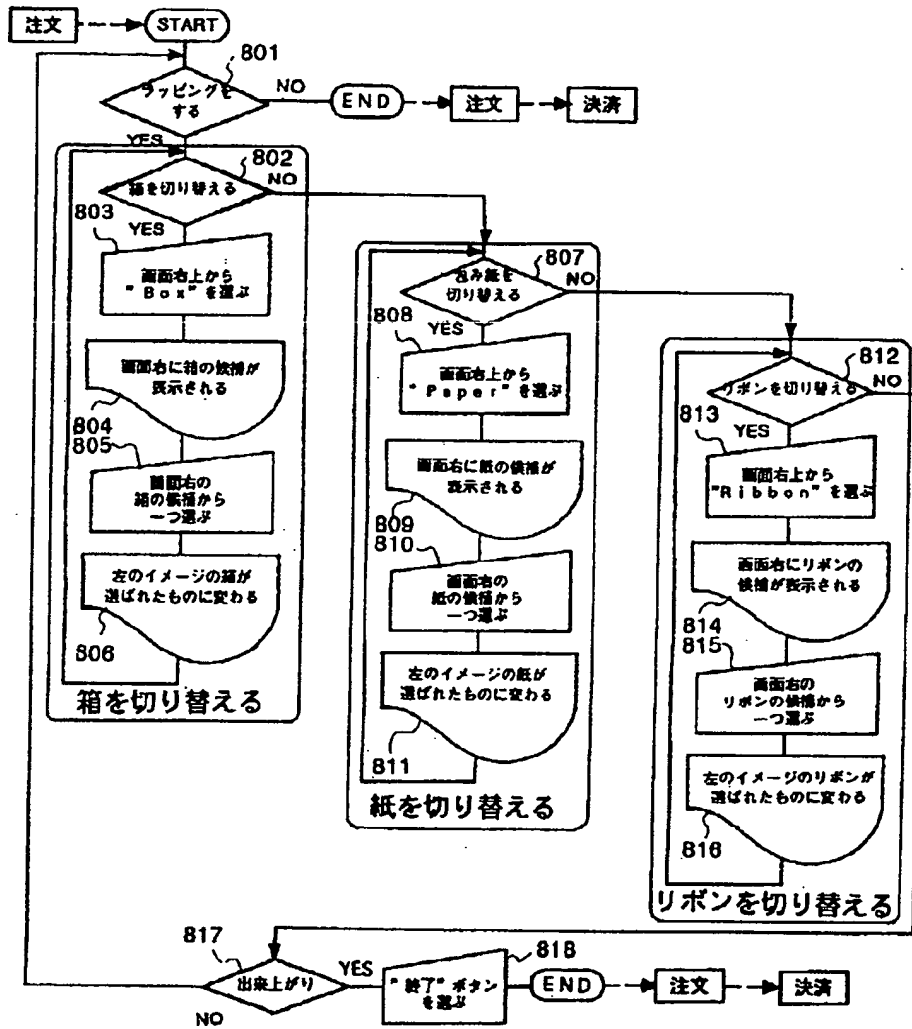 注文
START
801
ラッピングを
する
NO
END
注文
決済
YES
802
箱を切り替える
NO
803
YES
画面右上から
"Box"を選ぶ
画面右に箱の候補が
表示される
804
805
画面右の
箱の候補から
一つ選ぶ
左のイメージの箱が
選ばれたものに変わる
806
箱を切り替える
807
包み紙を
切り替える
NO
808
YES
画面右上から
"Paper"を選ぶ
画面右に紙の候補が
表示される
809
810
画面右の
紙の候補から
一つ選ぶ
左のイメージの紙が
選ばれたものに変わる
811
紙を切り替える
812
リボンを切り替える
NO
813
YES
画面右上から
"Ribbon"を選ぶ
画面右にリボンの
候補が表示される
814
815
画面右の
リボンの候補から
一つ選ぶ
左のイメージのリボンが
選ばれたものに変わる
816
リボンを切り替える
817
出来上がり
YES
NO
818
"終了"ボタン
を選ぶ
END
注文
決済